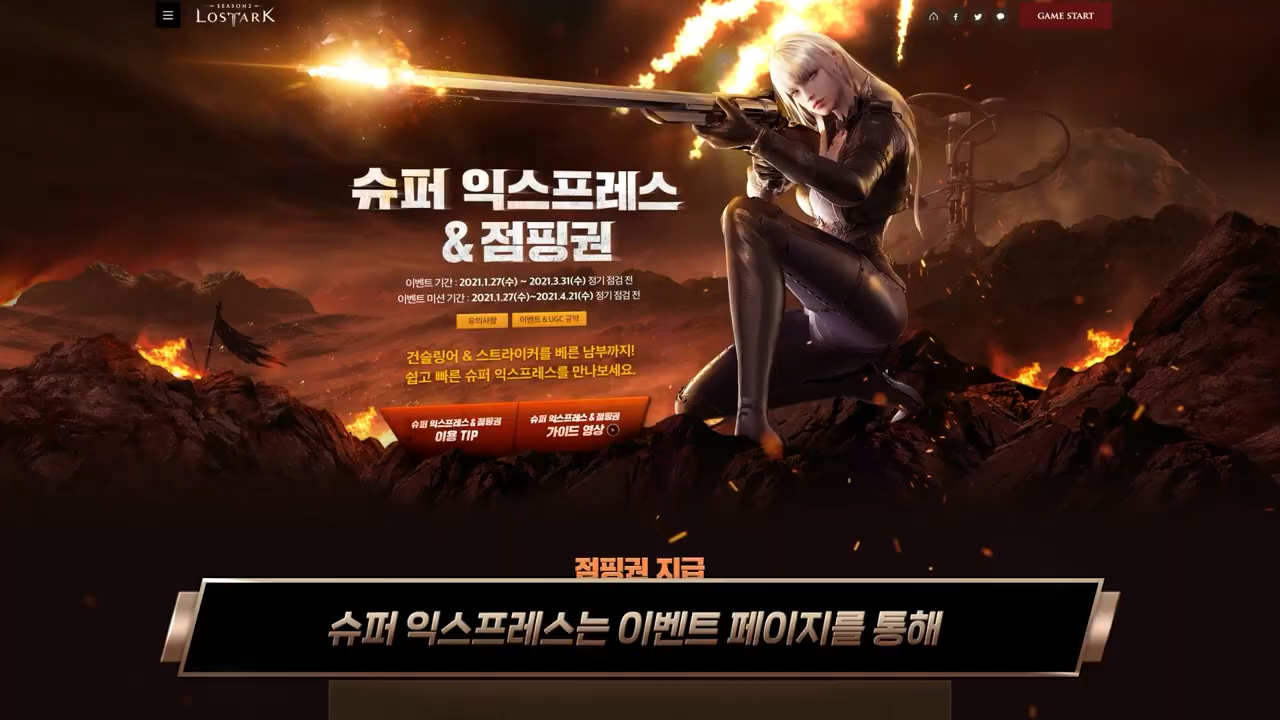 SEASON2
LOSTARK
GAME START
슈퍼 익스프레스
&점핑권
이벤트 기간 : 2021.1.27(수) ~ 2021.3.31(수) 정기 점검 전
이벤트 미션 기간 : 2021.1.27(수)~2021.4.21(수) 정기 점검 전
유의사항
이벤트 & UGC 규약
건슬링어 & 스트라이커를 베른 남부까지!
쉽고 빠른 슈퍼 익스프레스를 만나보세요.
슈퍼 익스프레스 & 점핑권
이용 TIP
슈퍼 익스프레스 & 점핑권
가이드 영상
점핑권 지급
슈퍼 익스프레스는 이벤트 페이지를 통해